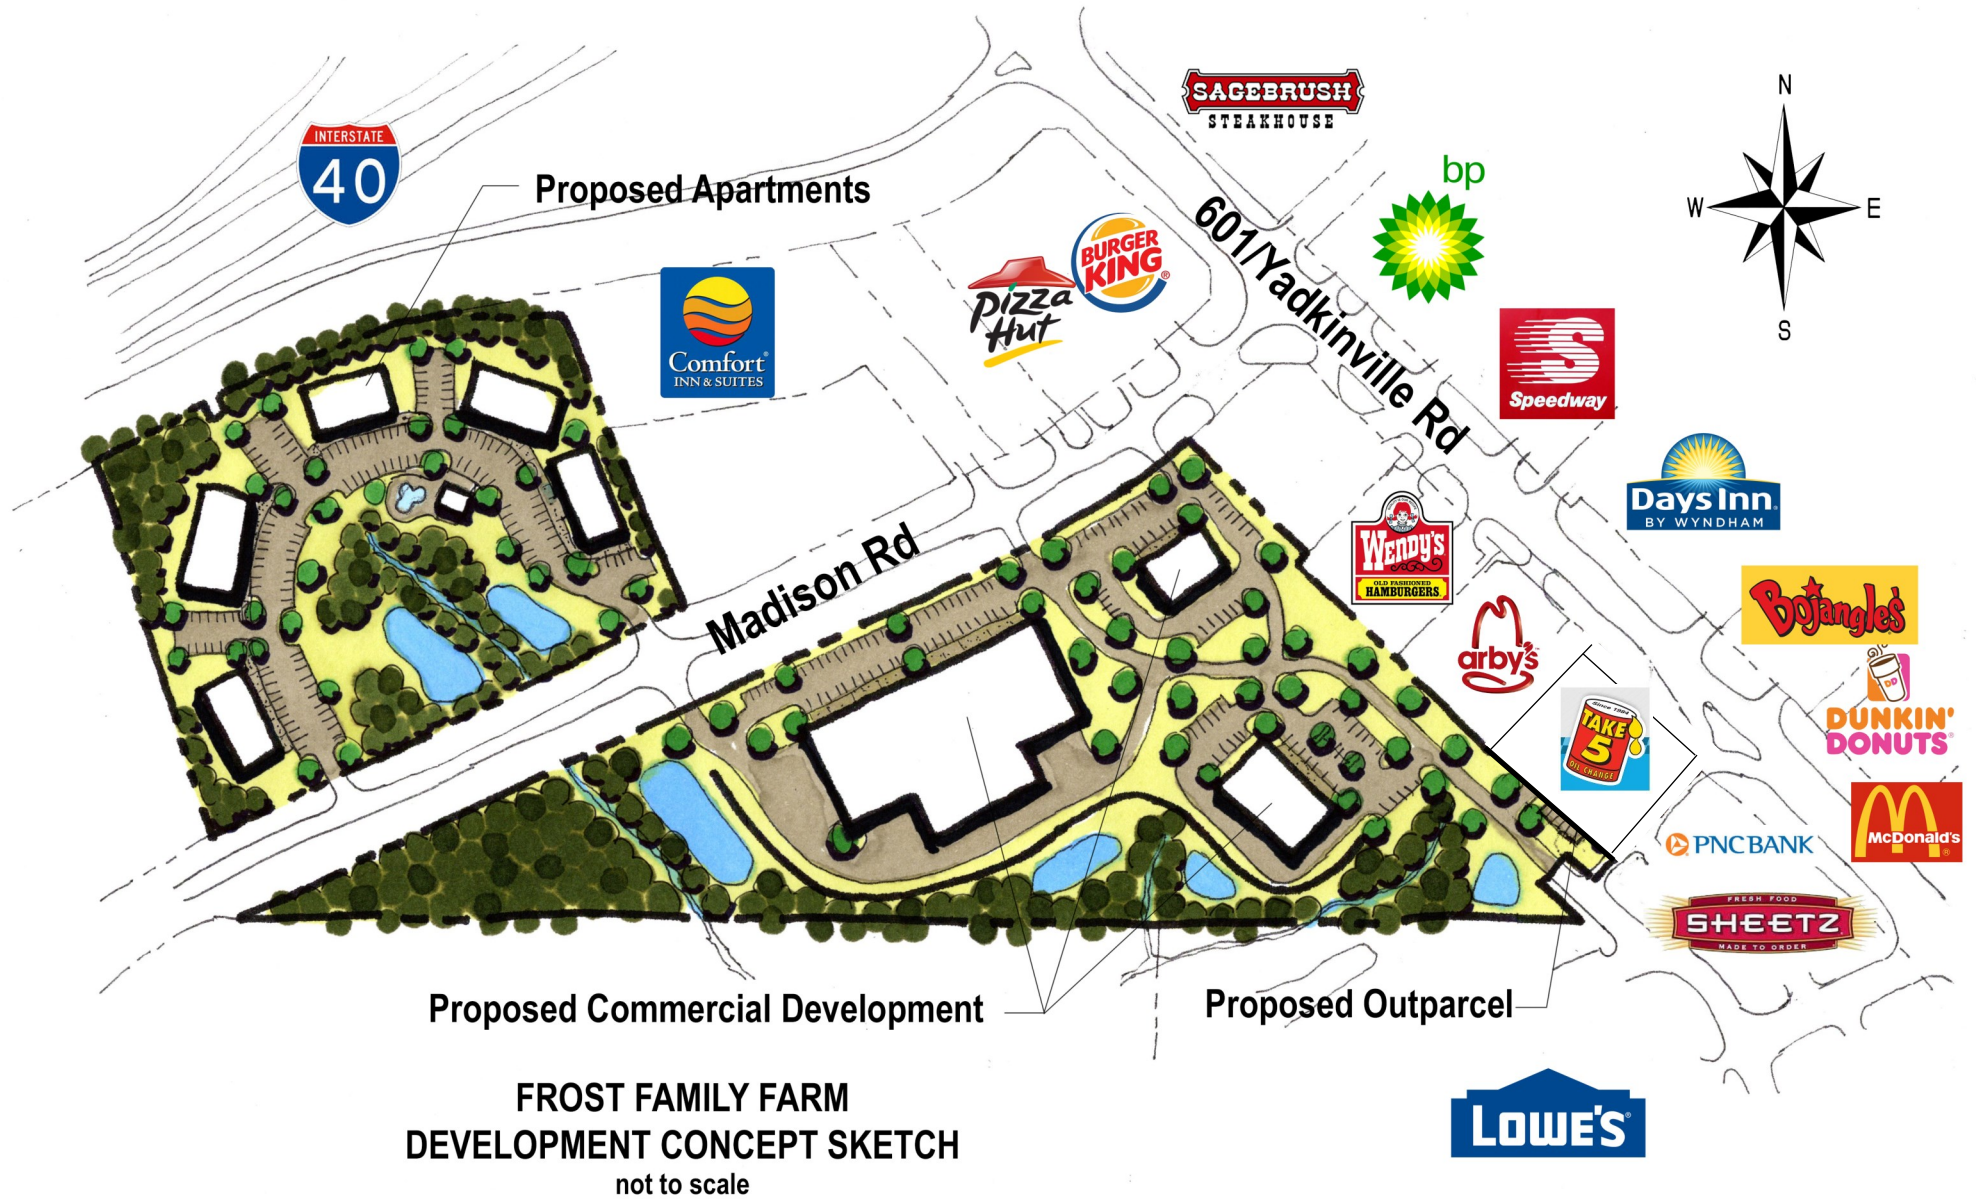 N
W
E
S
INTERSTATE
40
Proposed Apartments
SAGEBRUSH
STEAKHOUSE
bp
601/Yadkinville Rd
BURGER
KING
®
Pizza
Hut
Comfort
INN & SUITES
Speedway
Days Inn
BY WYNDHAM
WENDY'S
OLD FASHIONED
HAMBURGERS
Madison Rd
Bojangles'
arby's
DD
DUNKIN'
DONUTS
Since 1984
TAKE
5
OIL CHANGE
PNC BANK
McDonald's
FRESH FOOD
SHEETZ
MADE TO ORDER
Proposed Commercial Development
Proposed Outparcel
FROST FAMILY FARM
DEVELOPMENT CONCEPT SKETCH
not to scale
LOWE'S